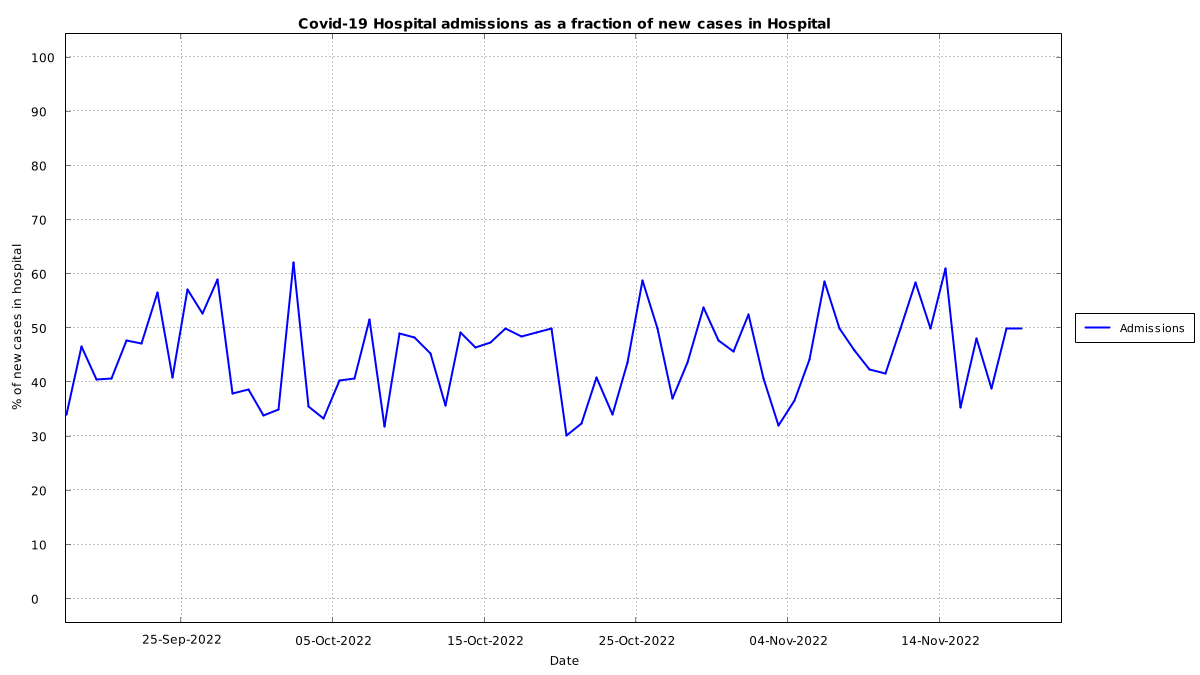 Covid-19 Hospital admissions as a fraction of new cases in Hospital
100
90
80
70
60
50
40
30
20
10
0
% of new cases in hospital
25-Sep-2022
05-Oct-2022
15-Oct-2022
25-Oct-2022
04-Nov-2022
14-Nov-2022
Date
Admissions